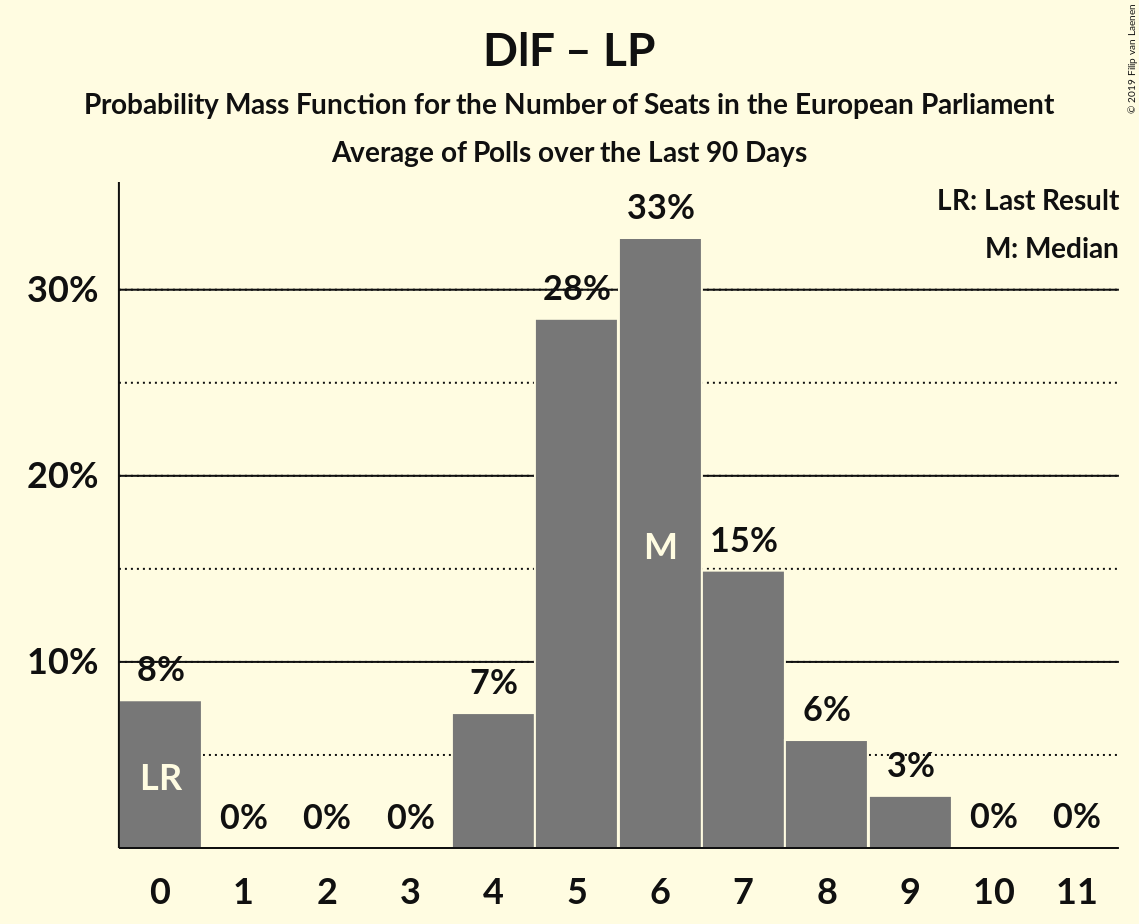 DlF – LP
Probability Mass Function for the Number of Seats in the European Parliament
Average of Polls over the Last 90 Days
© 2019 Filip van Laenen
LR: Last Result
M: Median
30%
20%
10%
8%
0%
0%
0%
7%
28%
33%
15%
6%
3%
0%
0%
LR
M
0 1 2 3 4 5 6 7 8 9 10 11